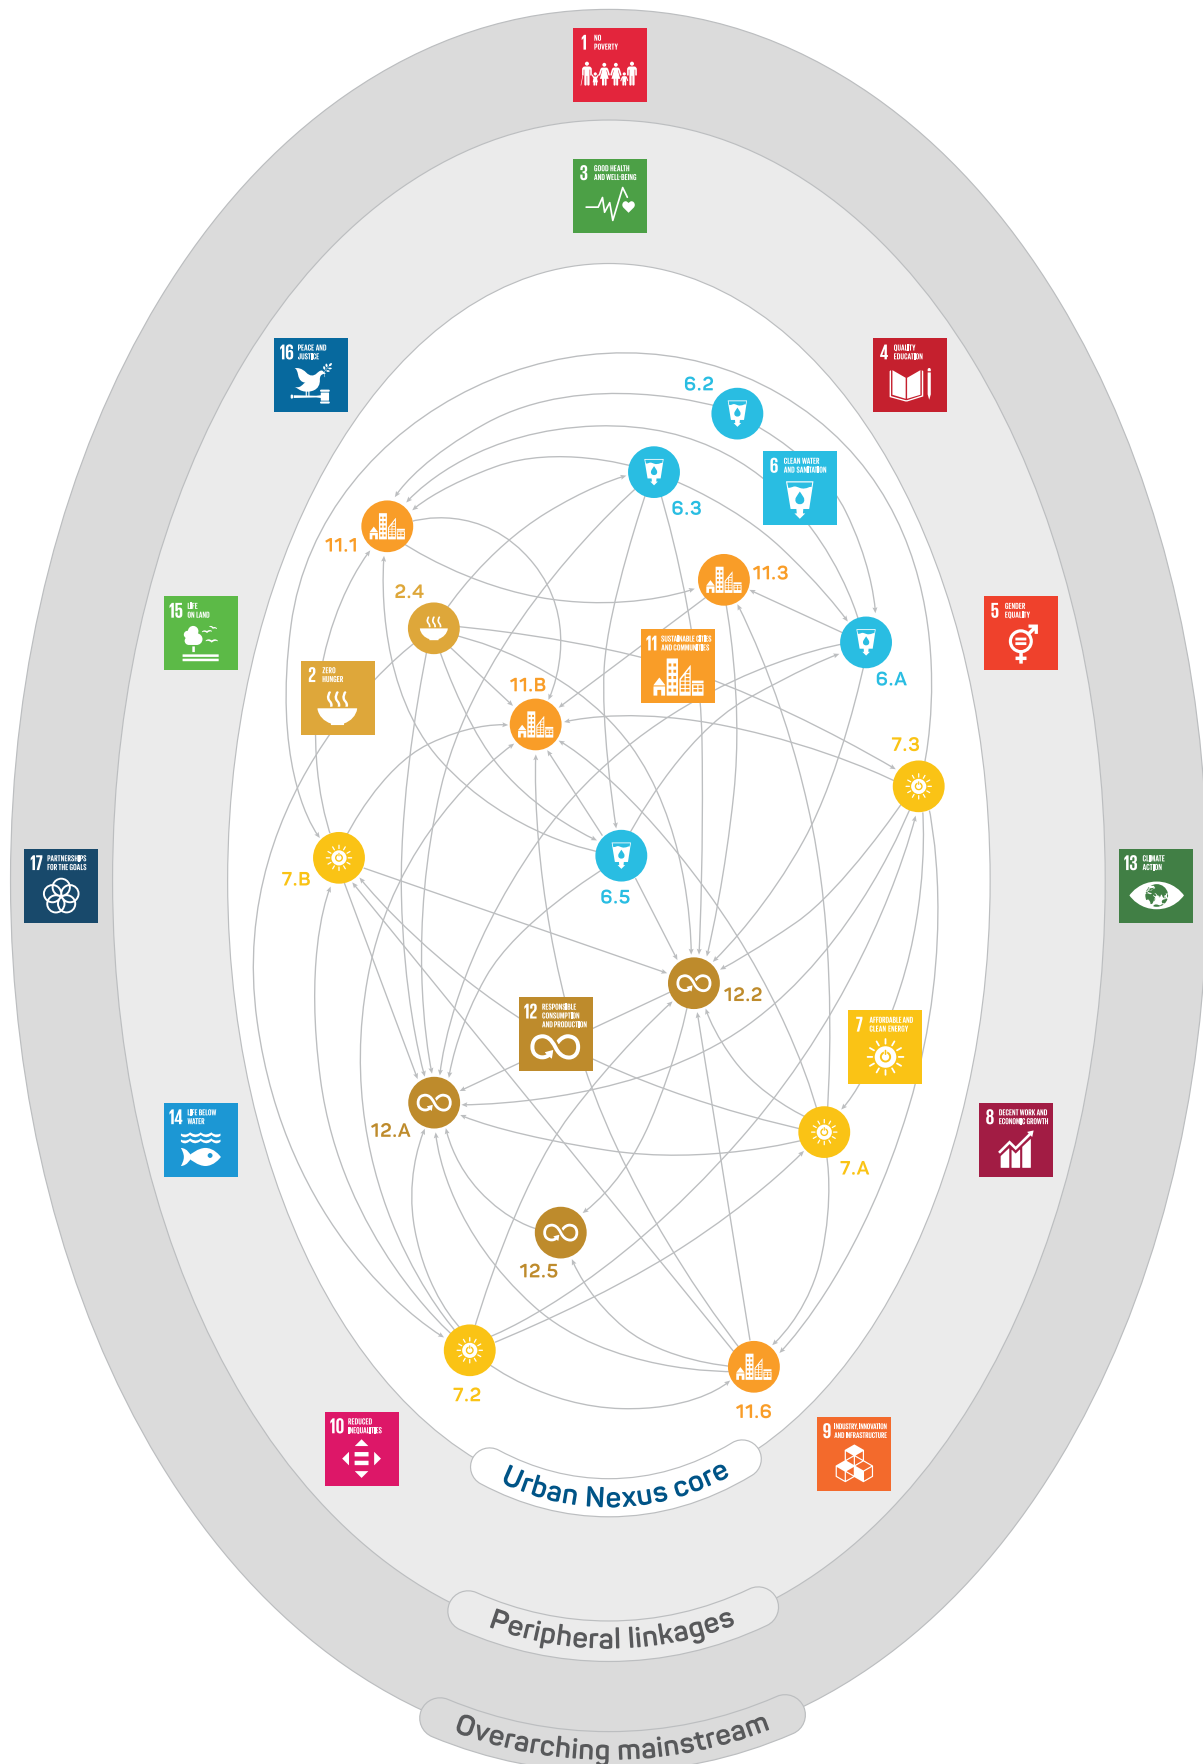 1 NO
POVERTY
3 GOOD HEALTH
AND WELL-BEING
16 PEACE AND
JUSTICE
4 QUALITY
EDUCATION
6.2
6 CLEAN WATER
AND SANITATION
6.3
11.1
11.3
2.4
15 LIFE
ON LAND
5 GENDER
EQUALITY
11 SUSTAINABLE CITIES
AND COMMUNITIES
2 ZERO
HUNGER
6.A
11.B
7.3
17 PARTNERSHIPS
FOR THE GOALS
13 CLIMATE
ACTION
7.B
6.5
12.2
12 RESPONSIBLE
CONSUMPTION
AND PRODUCTION
7 AFFORDABLE AND
CLEAN ENERGY
14 LIFE BELOW
WATER
8 DECENT WORK AND
ECONOMIC GROWTH
12.A
7.A
12.5
7.2
11.6
10 REDUCED
INEQUALITIES
9 INDUSTRY, INNOVATION
AND INFRASTRUCTURE
Urban Nexus core
Peripheral linkages
Overarching mainstream